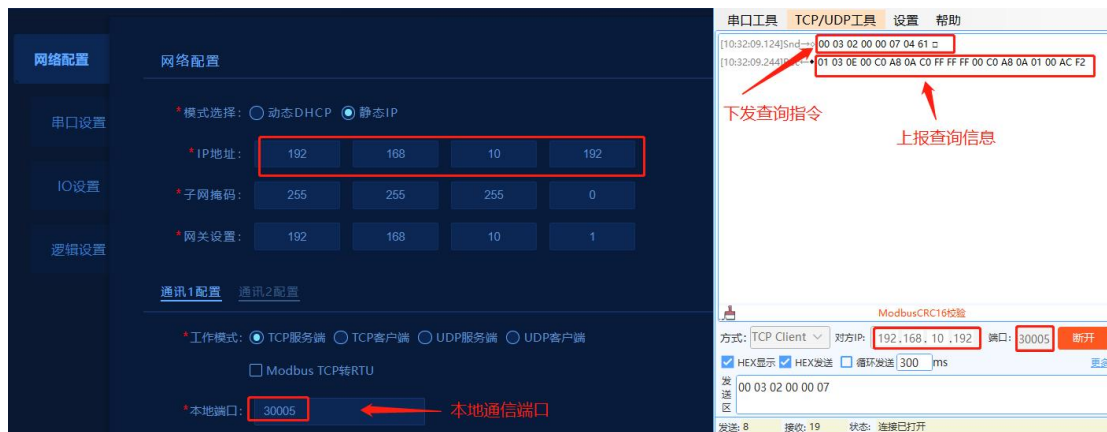 串口工具 TCP/UDP工具 设置 帮助
[10:32:09.124]Snd→ 00 03 02 00 00 07 04 61 □
[10:32:09.244] 01 03 0E 00 C0 A8 0A C0 FF FF FF 00 C0 A8 0A 01 00 AC F2
下发查询指令
上报查询信息
网络配置
串口设置
IO设置
逻辑设置
网络配置
*模式选择: 动态DHCP 静态IP
*IP地址: 192 168 10 192
*子网掩码: 255 255 255 0
*网关设置: 192 168 10 1
通讯1配置 通讯2配置
*工作模式: TCP服务端 TCP客户端 UDP服务端 UDP客户端
Modbus TCP转RTU
*本地端口: 30005
本地通信端口
ModbusCRC16校验
方式: TCP Client 对方IP: 192.168. 10 .192 端口: 30005 断开
HEX显示 HEX发送 循环发送 300 ms 更多
发送区
00 03 02 00 00 07
发送: 8 接收: 19 状态: 连接已打开